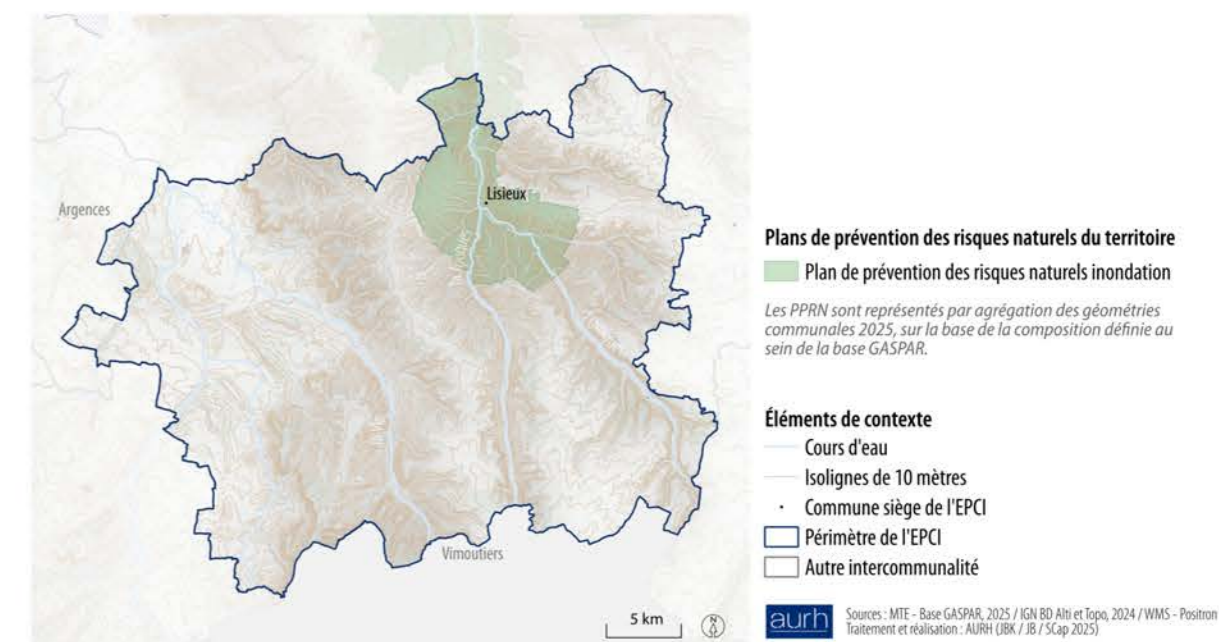 Argences
Lisieux
Touques
Vimoutiers
5 km
N
Plans de prévention des risques naturels du territoire
Plan de prévention des risques naturels inondation
Les PPRN sont représentés par agrégation des géométries
communales 2025, sur la base de la composition définie au
sein de la base GASPAR.
Éléments de contexte
Cours d'eau
Isolignes de 10 mètres
Commune siège de l'EPCI
Périmètre de l'EPCI
Autre intercommunalité
aurh
Sources : MTE - Base GASPAR, 2025 / IGN BD Alti et Topo, 2024 / WMS - Positron
Traitement et réalisation : AURH (JBK / JB / SCap 2025)